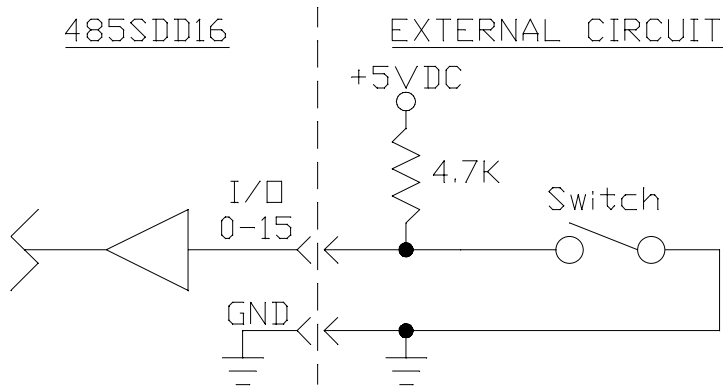 485SDD16
EXTERNAL CIRCUIT
+5VDC
4.7K
I/O
0-15
Switch
GND